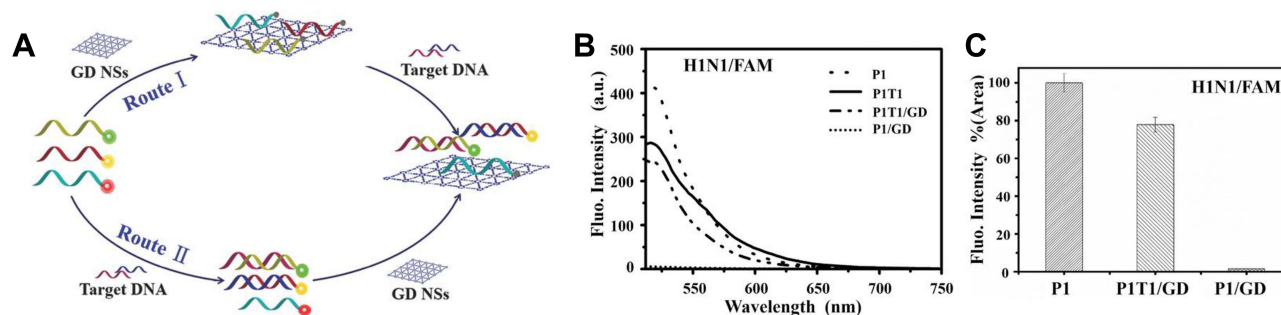 A
GD NSs
Route I
Target DNA
Route II
Target DNA
GD NSs
B
H1N1/FAM
P1
P1T1
P1T1/GD
P1/GD
500
400
300
200
100
0
550
600
650
700
750
Fluo. Intensity (a.u.)
Wavelength (nm)
C
H1N1/FAM
100
80
60
40
20
0
Fluo. Intensity %(Area)
P1
P1T1/GD
P1/GD